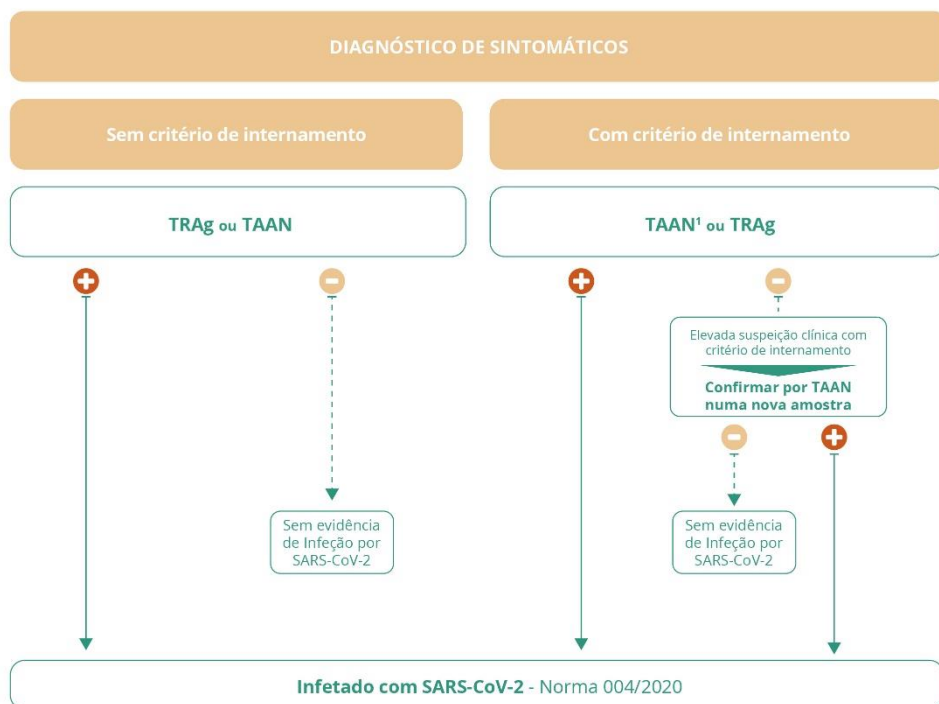 DIAGNÓSTICO DE SINTOMÁTICOS
Sem critério de internamento
Com critério de internamento
TRAg ou TAAN
TAAN¹ ou TRAg
Elevada suspeição clínica com
critério de internamento
Confirmar por TAAN
numa nova amostra
Sem evidência
de Infeção por
SARS-CoV-2
Sem evidência
de Infeção por
SARS-CoV-2
Infetado com SARS-CoV-2 - Norma 004/2020